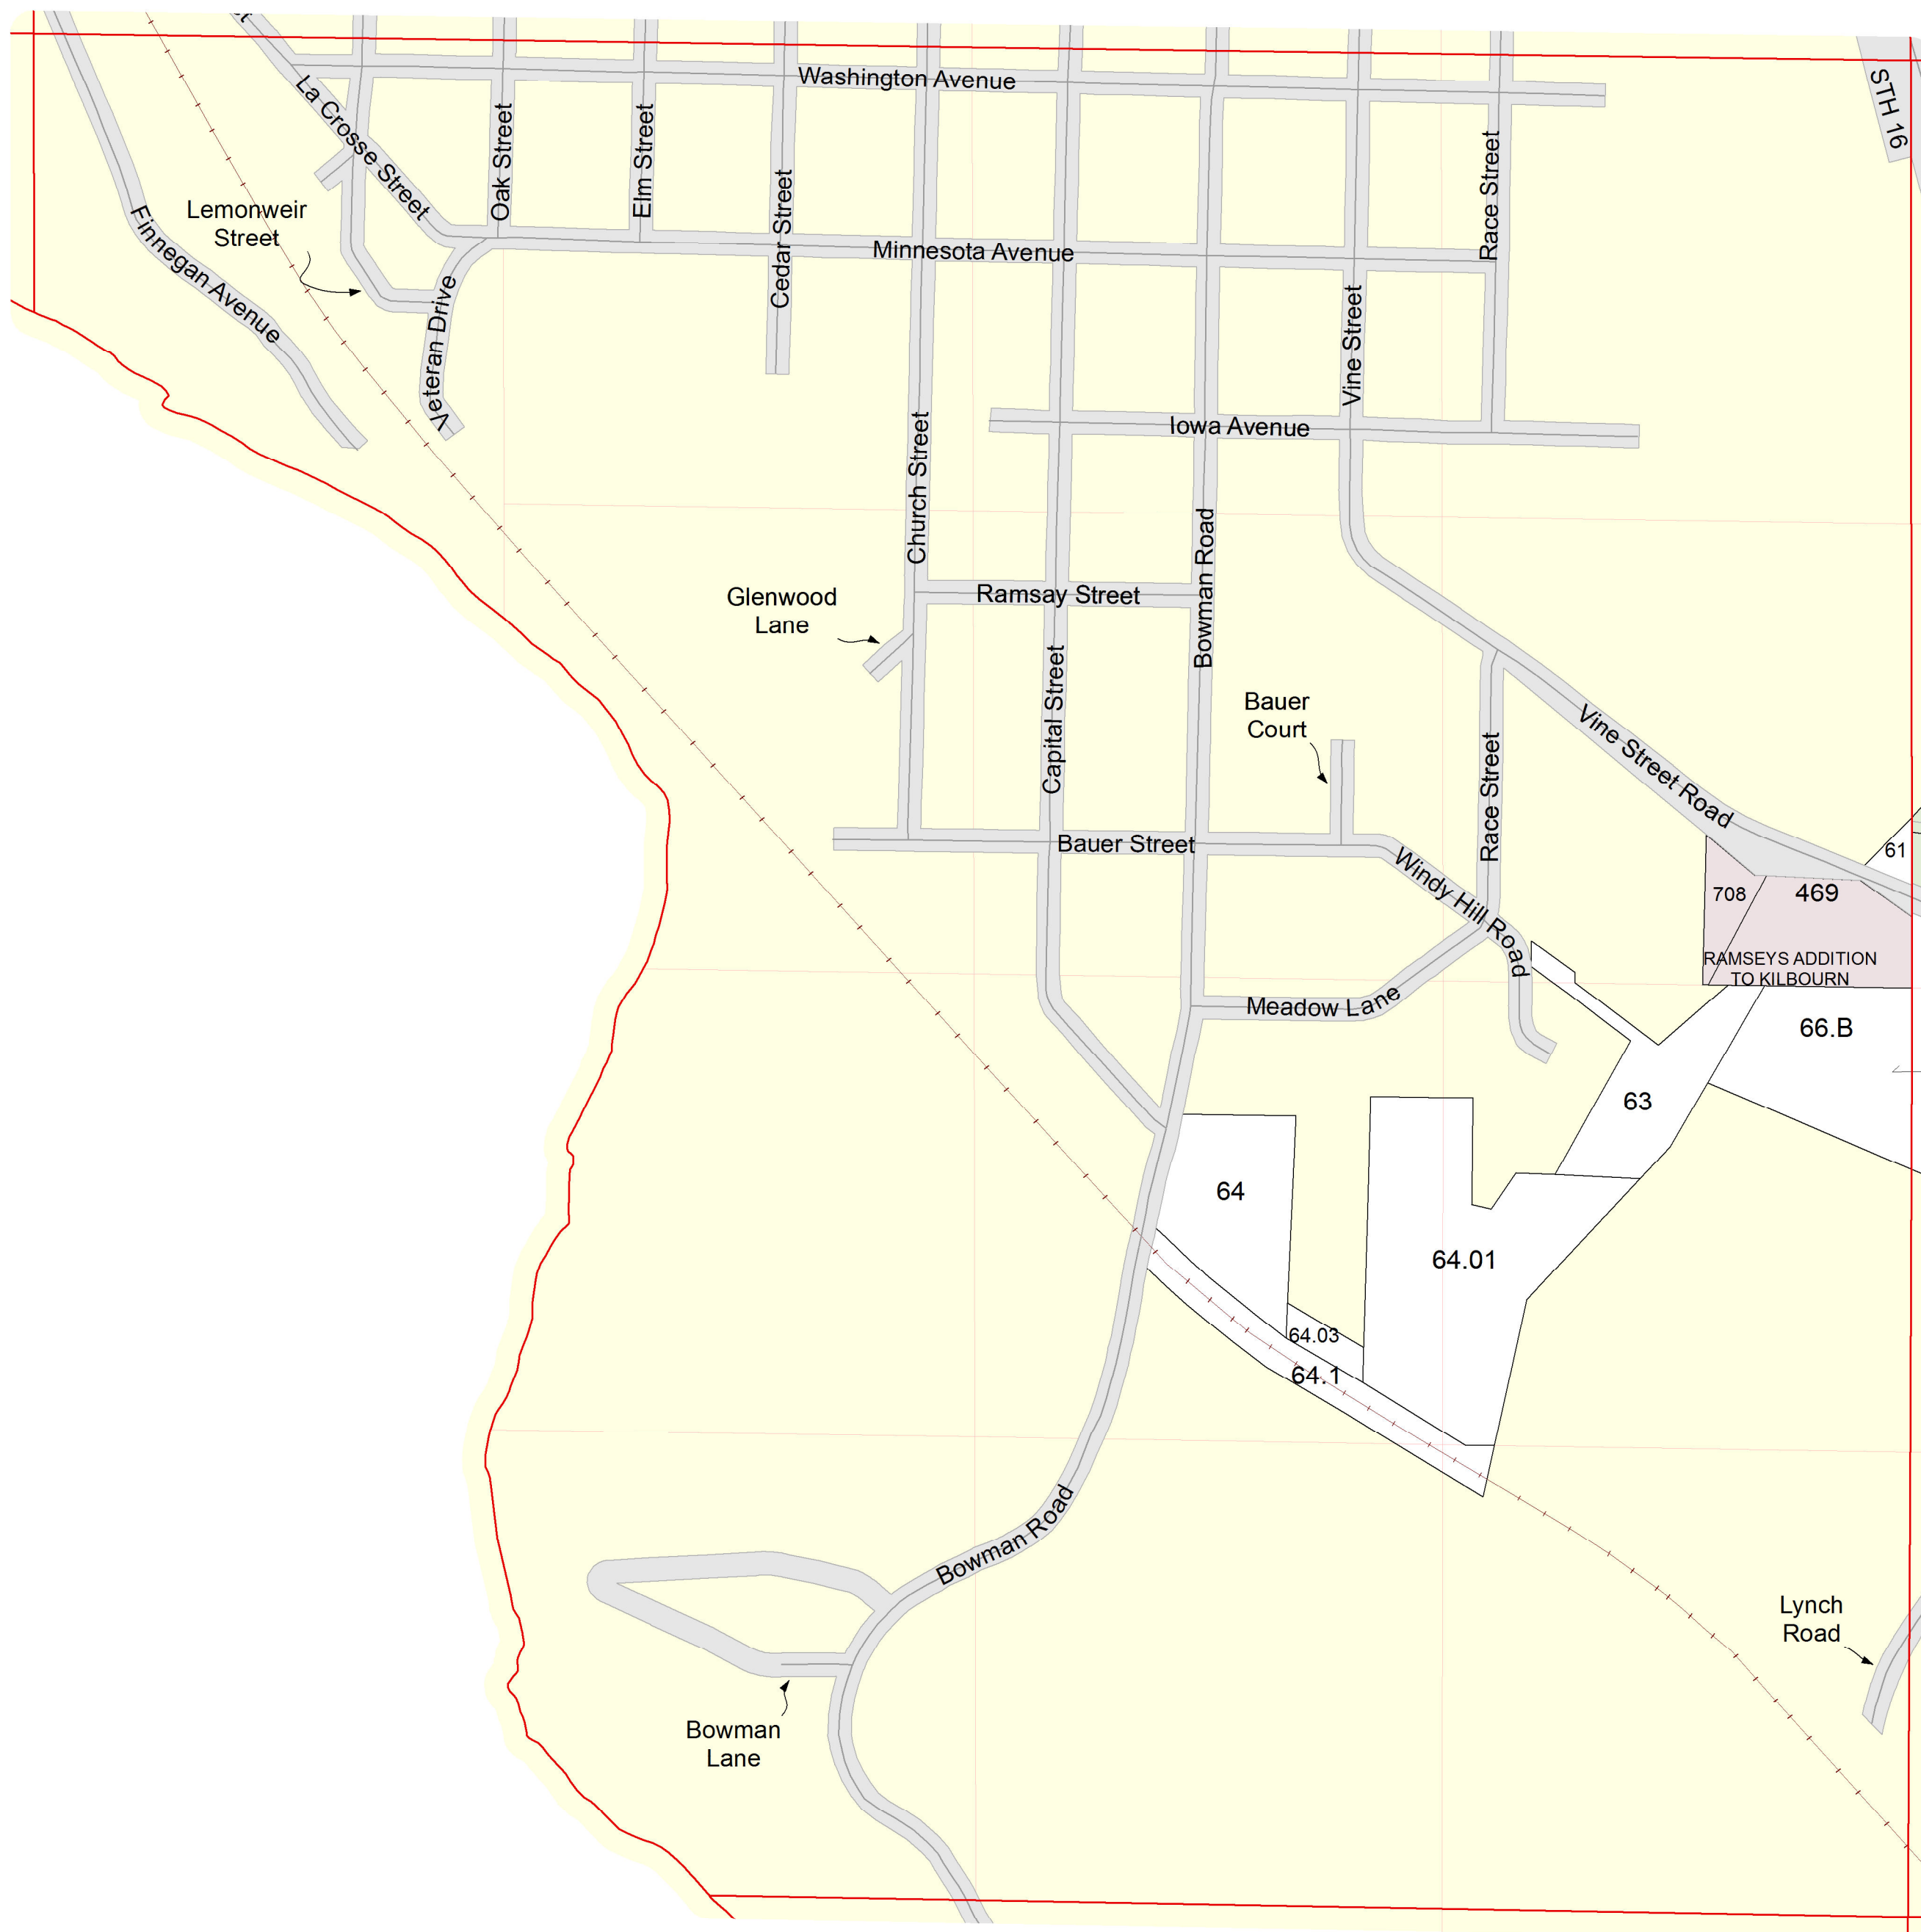 Washington Avenue
STH 16
La Crosse Street
Oak Street
Elm Street
Cedar Street
Race Street
Lemonweir
Street
Finnegan Avenue
Minnesota Avenue
Veteran Drive
Vine Street
Iowa Avenue
Church Street
Bowman Road
Glenwood
Lane
Ramsay Street
Capital Street
Bauer
Court
Vine Street Road
Race Street
Bauer Street
Windy Hill Road
61
708
469
RAMSEYS ADDITION
TO KILBOURN
Meadow Lane
66.B
63
64
64.01
64.03
64.1
Bowman Road
Lynch
Road
Bowman
Lane